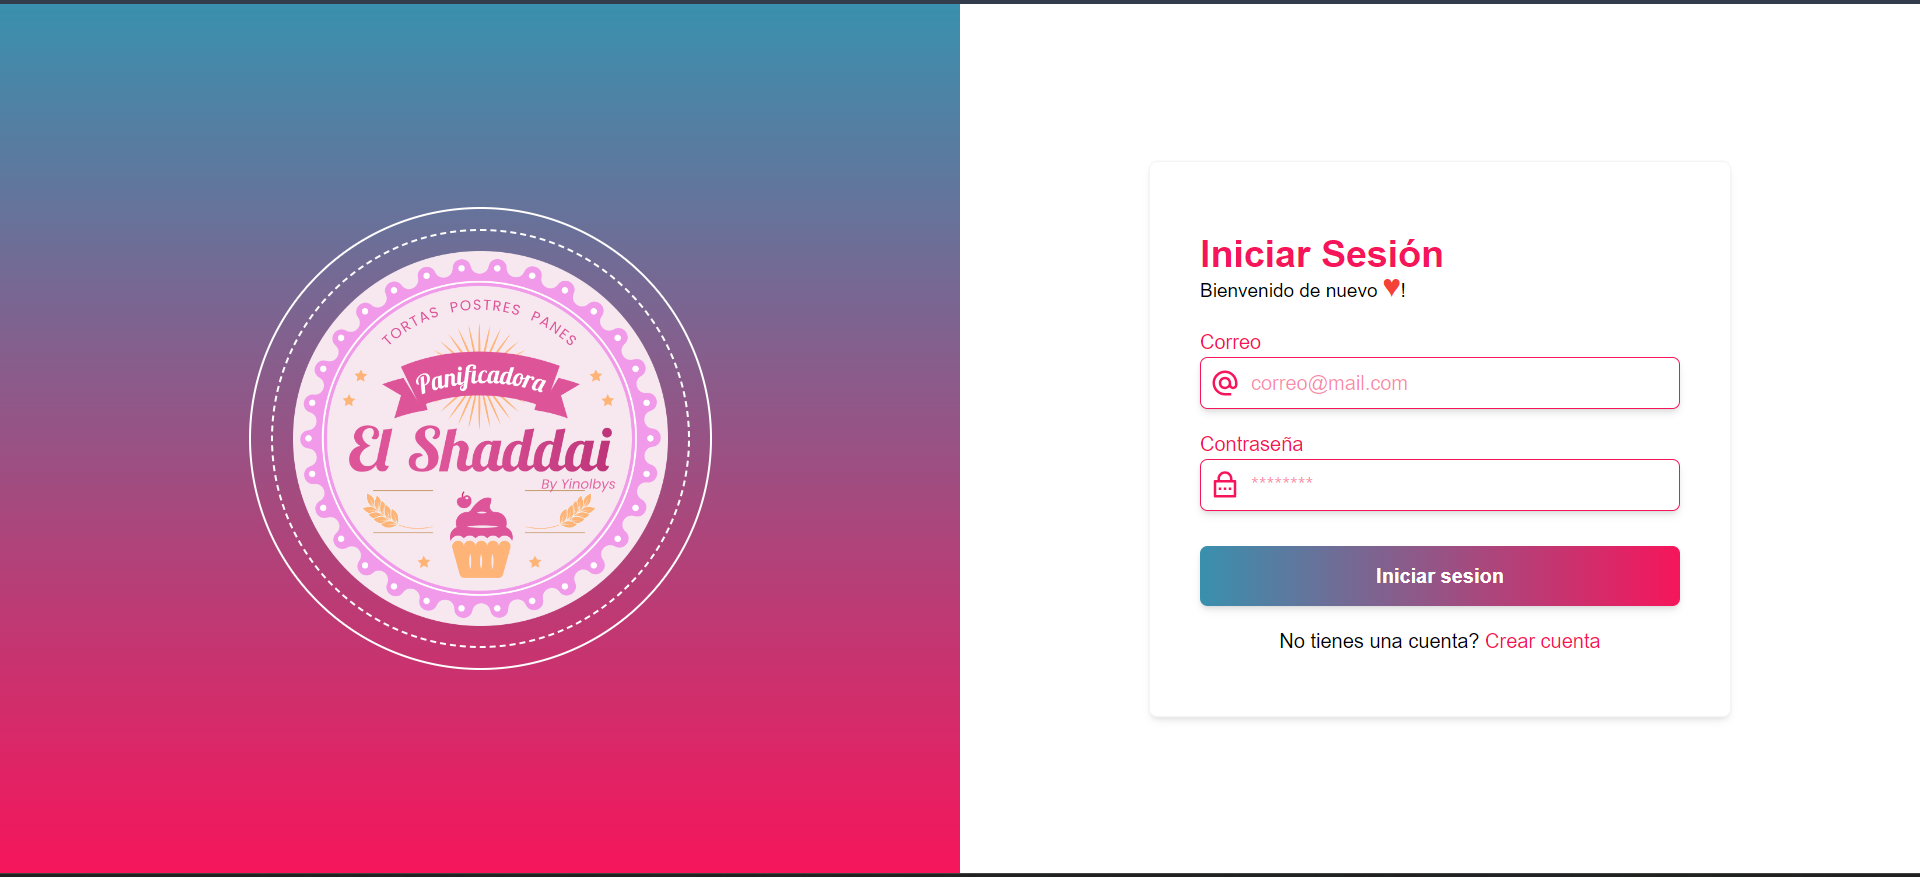 TORTAS POSTRES PANES
Panificadora
El Shaddai
By Yinolbys
Iniciar Sesión
Bienvenido de nuevo ♥!
Correo
correo@mail.com
Contraseña
********
Iniciar sesion
No tienes una cuenta? Crear cuenta